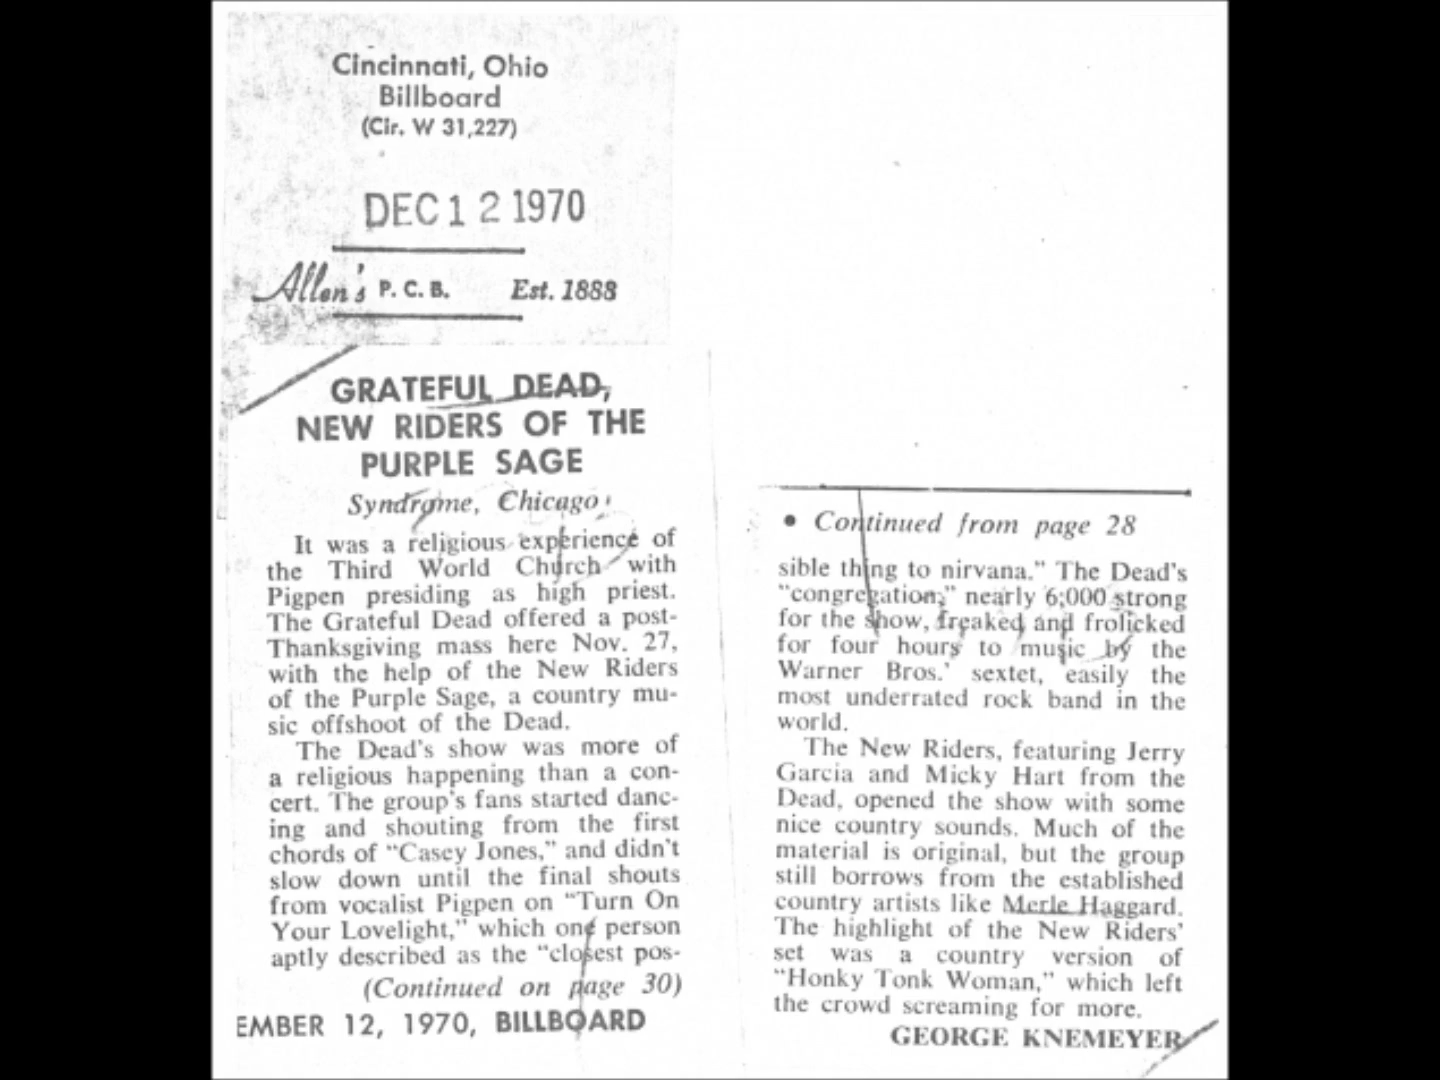 Cincinnati, Ohio
Billboard
(Cir. W 31,227)
DEC 12 1970
Allen's P. C. B. Est. 1888
GRATEFUL DEAD,
NEW RIDERS OF THE
PURPLE SAGE
Syndrome, Chicago
It was a religious experience of
the Third World Church with
Pigpen presiding as high priest.
The Grateful Dead offered a post-
Thanksgiving mass here Nov. 27,
with the help of the New Riders
of the Purple Sage, a country mu-
sic offshoot of the Dead.
The Dead's show was more of
a religious happening than a con-
cert. The group's fans started danc-
ing and shouting from the first
chords of "Casey Jones," and didn't
slow down until the final shouts
from vocalist Pigpen on "Turn On
Your Lovelight," which one person
aptly described as the "closest pos-
(Continued on page 30)
EMBER 12, 1970, BILLBOARD
• Continued from page 28
sible thing to nirvana." The Dead's
"congregation," nearly 6,000 strong
for the show, freaked and frolicked
for four hours to music by the
Warner Bros.' sextet, easily the
most underrated rock band in the
world.
The New Riders, featuring Jerry
Garcia and Micky Hart from the
Dead, opened the show with some
nice country sounds. Much of the
material is original, but the group
still borrows from the established
country artists like Merle Haggard.
The highlight of the New Riders'
set was a country version of
"Honky Tonk Woman," which left
the crowd screaming for more.
GEORGE KNEMEYER